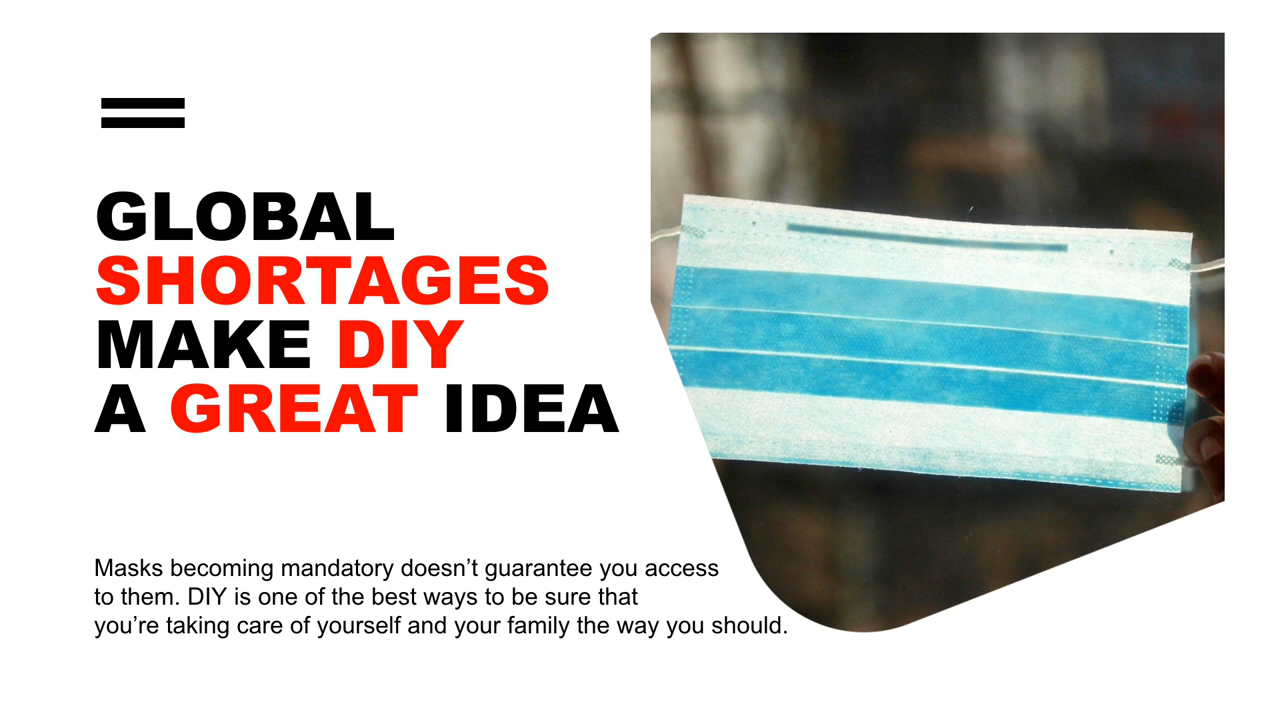 GLOBAL
SHORTAGES
MAKE DIY
A GREAT IDEA
Masks becoming mandatory doesn’t guarantee you access
to them. DIY is one of the best ways to be sure that
you’re taking care of yourself and your family the way you should.